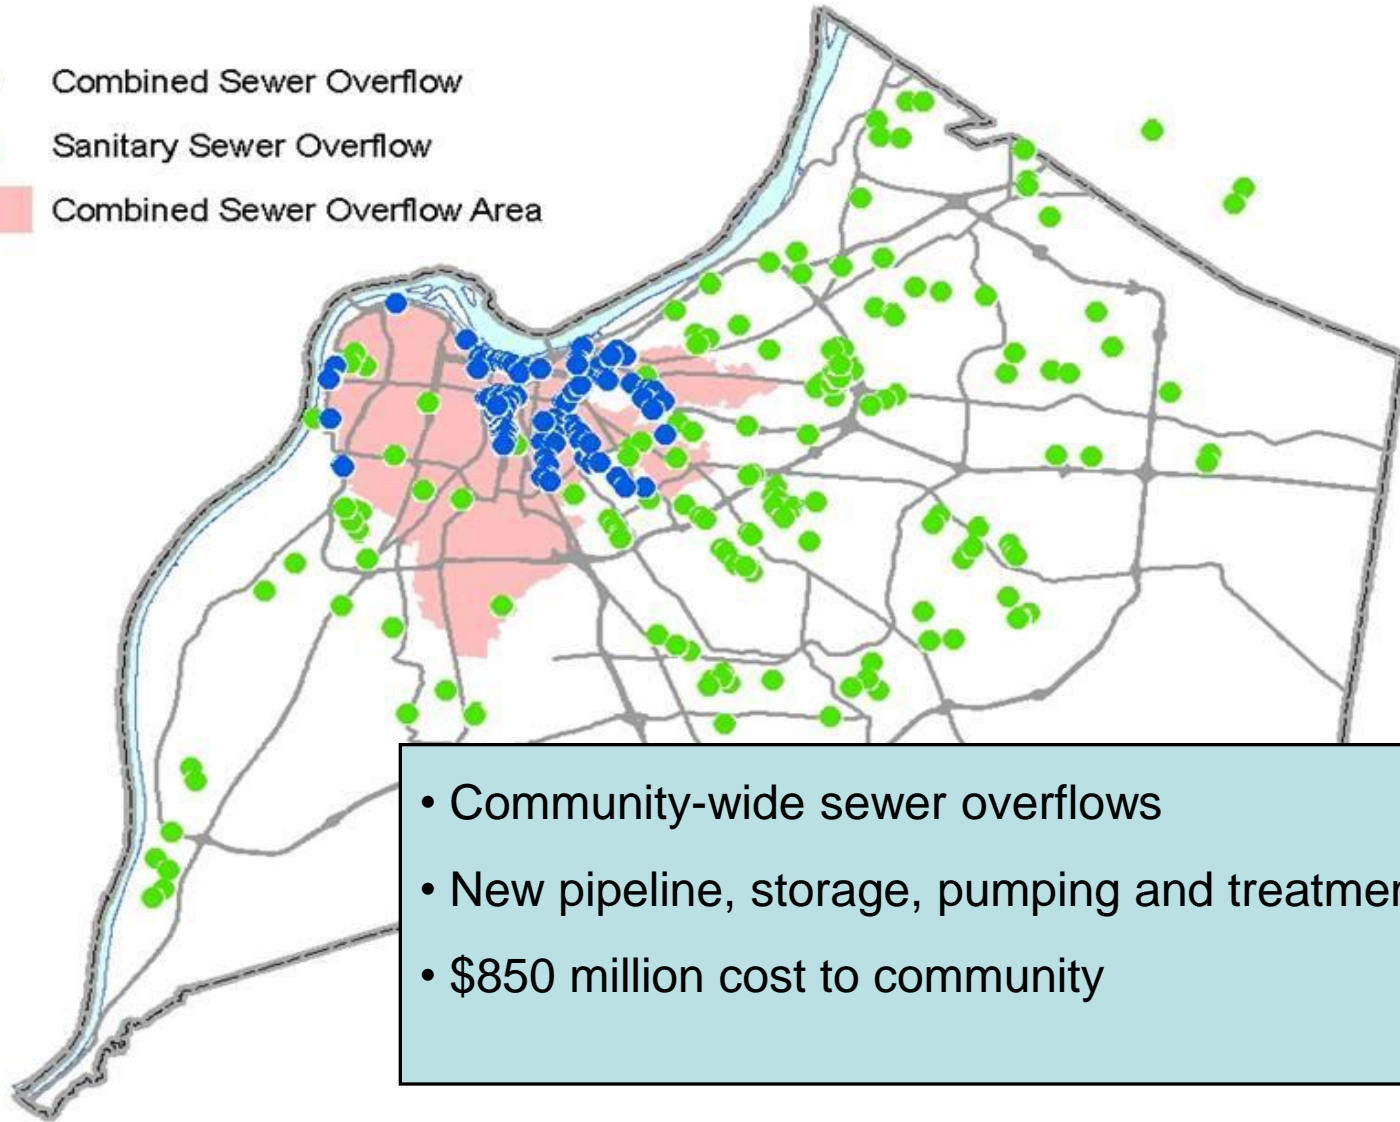 Combined Sewer Overflow
Sanitary Sewer Overflow
Combined Sewer Overflow Area
• Community-wide sewer overflows
• New pipeline, storage, pumping and
• $850 million cost to community